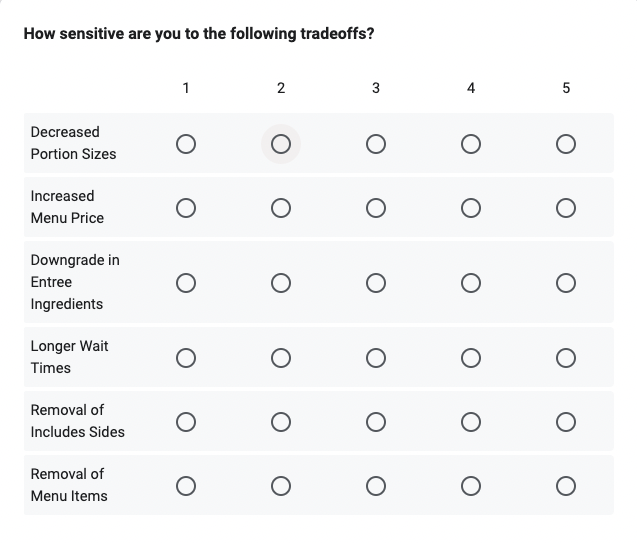 How sensitive are you to the following tradeoffs?
1 2 3 4 5
Decreased
Portion Sizes
Increased
Menu Price
Downgrade in
Entree
Ingredients
Longer Wait
Times
Removal of
Includes Sides
Removal of
Menu Items